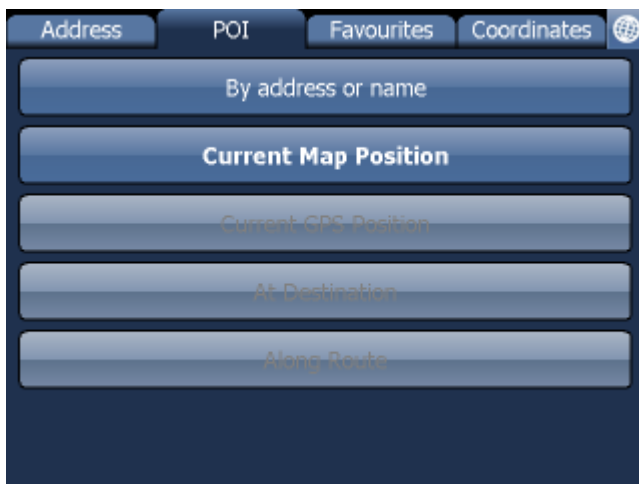 Address
POI
Favourites
Coordinates
By address or name
Current Map Position
Current GPS Position
At Destination
Along Route